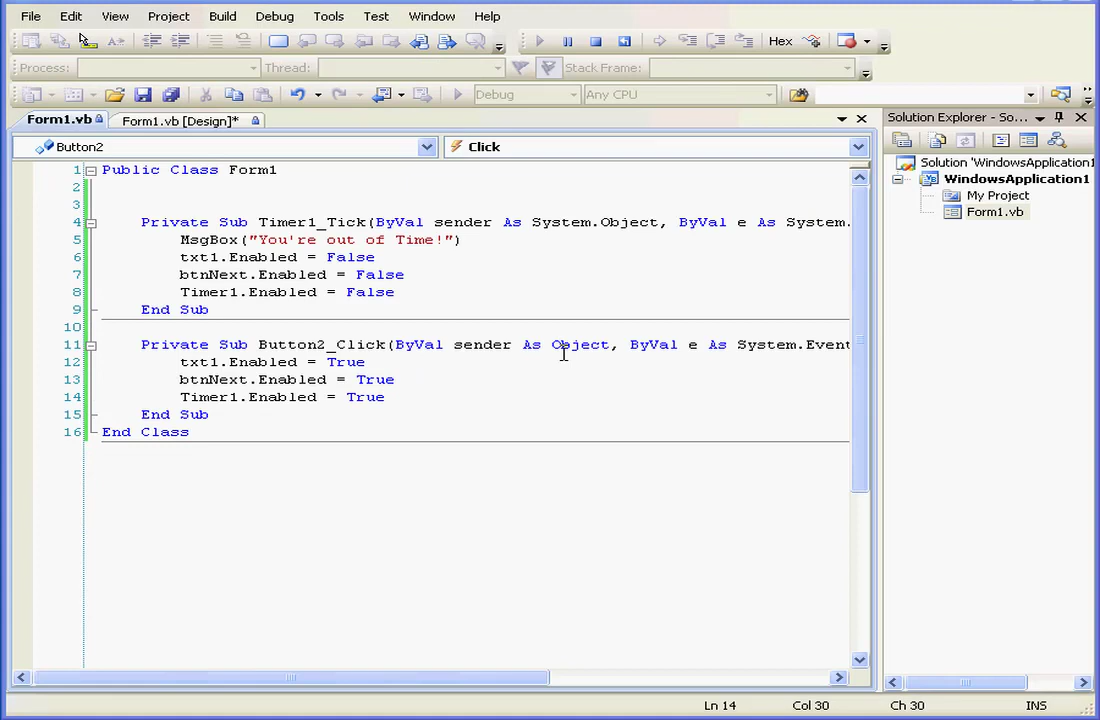 File Edit View Project Build Debug Tools Test Window Help
Hex
Process: Thread: Stack Frame:
Debug Any CPU
Form1.vb Form1.vb [Design]* Solution Explorer - So...
Button2 Click
Solution 'WindowsApplication1
WindowsApplication1
My Project
Form1.vb
1 Public Class Form1
2
3
4 Private Sub Timer1_Tick(ByVal sender As System.Object, ByVal e As System.
5 MsgBox("You're out of Time!")
6 txt1.Enabled = False
7 btnNext.Enabled = False
8 Timer1.Enabled = False
9 End Sub
10
11 Private Sub Button2_Click(ByVal sender As Object, ByVal e As System.Event
12 txt1.Enabled = True
13 btnNext.Enabled = True
14 Timer1.Enabled = True
15 End Sub
16 End Class
Ln 14 Col 30 Ch 30 INS